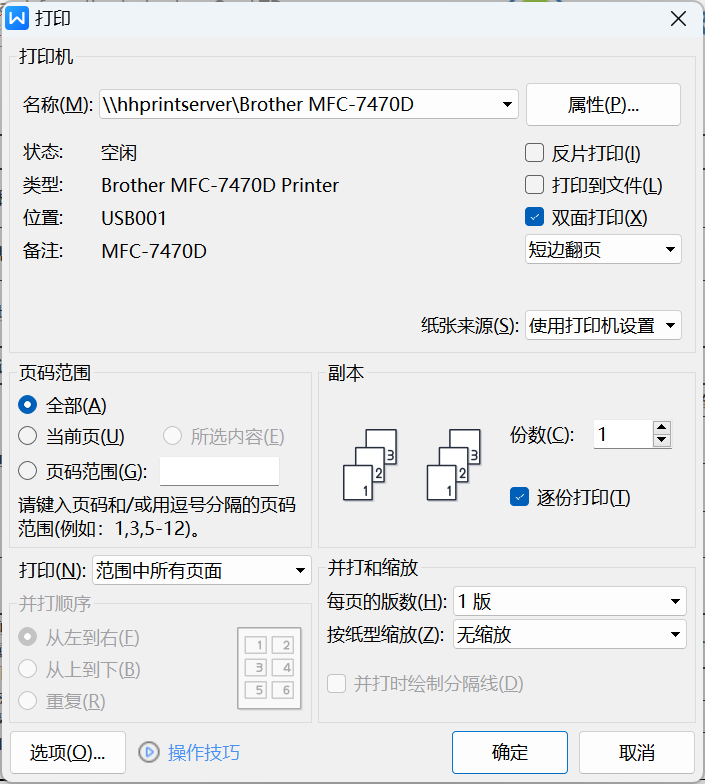 打印
打印机
名称(M): \\hhprintserver\Brother MFC-7470D 属性(P)...
状态: 空闲 反片打印(I)
类型: Brother MFC-7470D Printer 打印到文件(L)
位置: USB001 双面打印(X)
备注: MFC-7470D 短边翻页
纸张来源(S): 使用打印机设置
页码范围
全部(A)
当前页(U) 所选内容(E)
页码范围(G):
请键入页码和/或用逗号分隔的页码
范围(例如：1,3,5-12)。
副本
3 2 1 3 2 1
份数(C): 1
逐份打印(T)
打印(N): 范围中所有页面
并打顺序
从左到右(F)
从上到下(B)
重复(R)
1 2
3 4
5 6
并打和缩放
每页的版数(H): 1 版
按纸型缩放(Z): 无缩放
并打时绘制分隔线(D)
选项(O)... 操作技巧 确定 取消